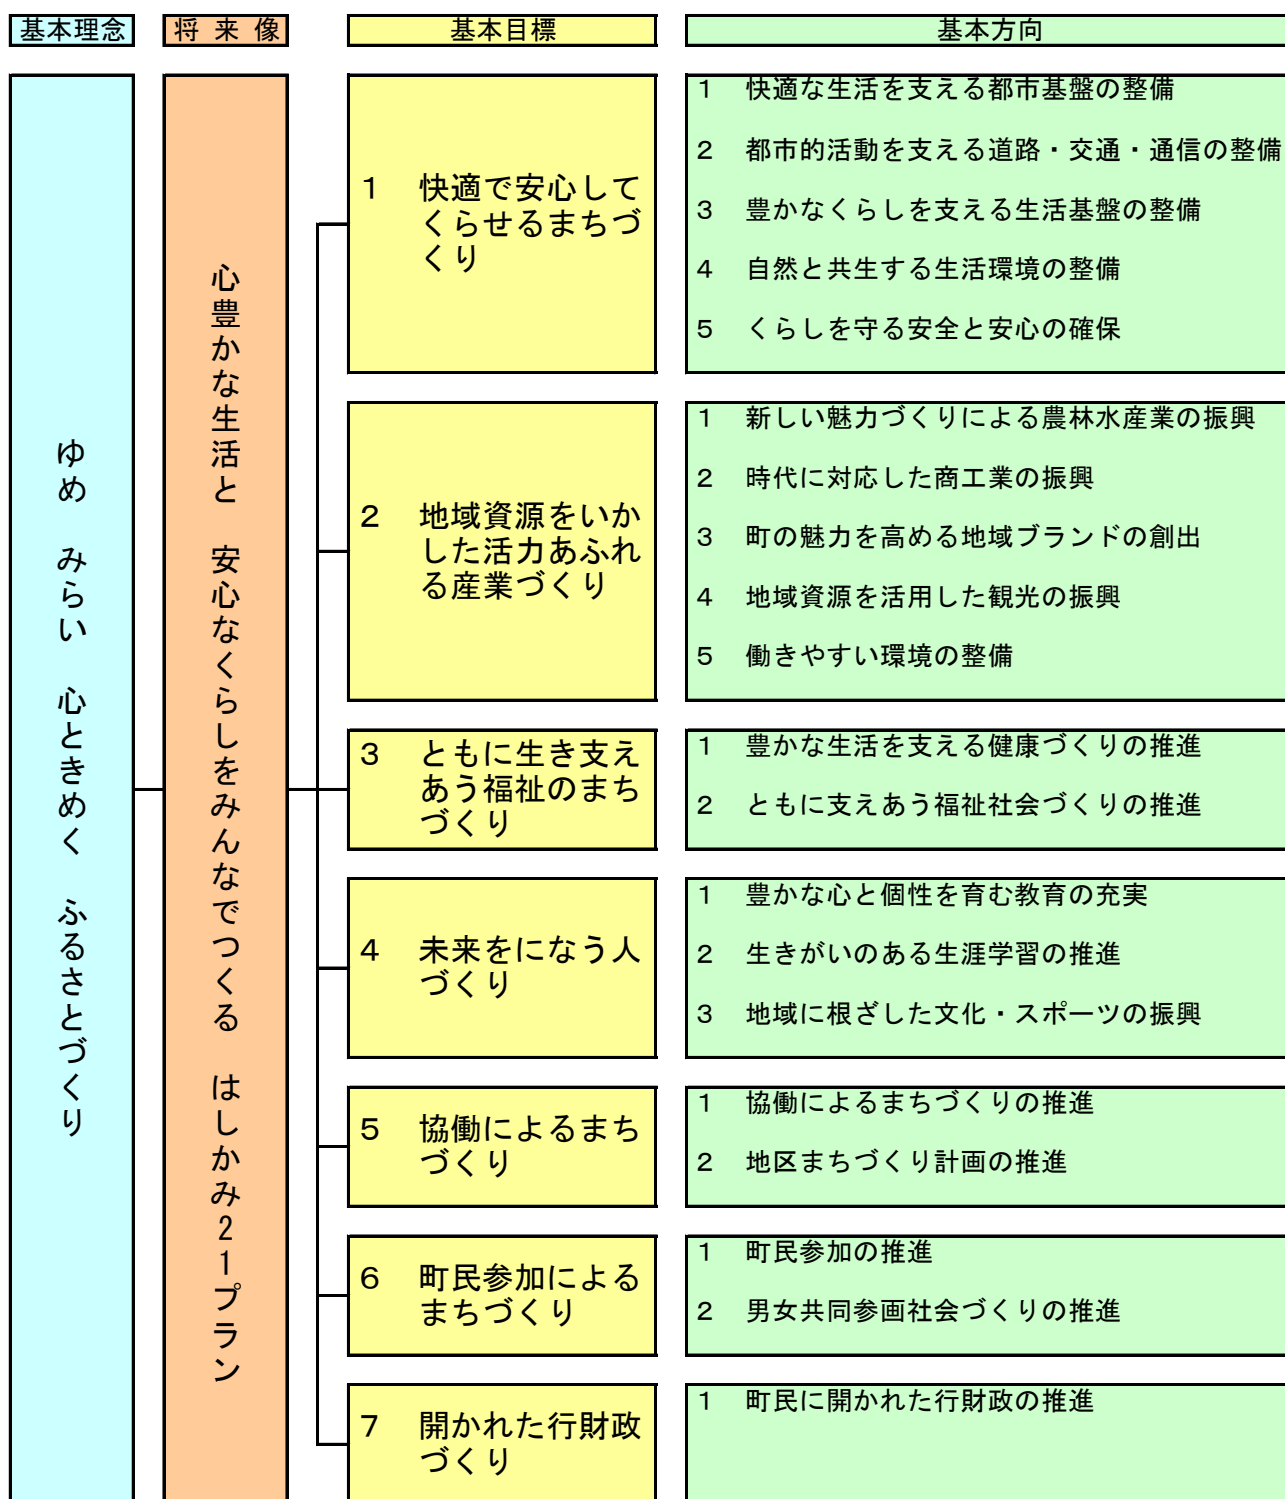 基本理念
将 来 像
基本目標
基本方向
ゆめ　みらい　心ときめく　ふるさとづくり
心豊かな生活と　安心なくらしをみんなでつくる　はしかみ21プラン
1　快適で安心して
くらせるまちづ
くり
1　快適な生活を支える都市基盤の整備
2　都市的活動を支える道路・交通・通信の整備
3　豊かなくらしを支える生活基盤の整備
4　自然と共生する生活環境の整備
5　くらしを守る安全と安心の確保
2　地域資源をいか
した活力あふれ
る産業づくり
1　新しい魅力づくりによる農林水産業の振興
2　時代に対応した商工業の振興
3　町の魅力を高める地域ブランドの創出
4　地域資源を活用した観光の振興
5　働きやすい環境の整備
3　ともに生き支え
あう福祉のまち
づくり
1　豊かな生活を支える健康づくりの推進
2　ともに支えあう福祉社会づくりの推進
4　未来をになう人
づくり
1　豊かな心と個性を育む教育の充実
2　生きがいのある生涯学習の推進
3　地域に根ざした文化・スポーツの振興
5　協働によるまち
づくり
1　協働によるまちづくりの推進
2　地区まちづくり計画の推進
6　町民参加による
まちづくり
1　町民参加の推進
2　男女共同参画社会づくりの推進
7　開かれた行財政
づくり
1　町民に開かれた行財政の推進